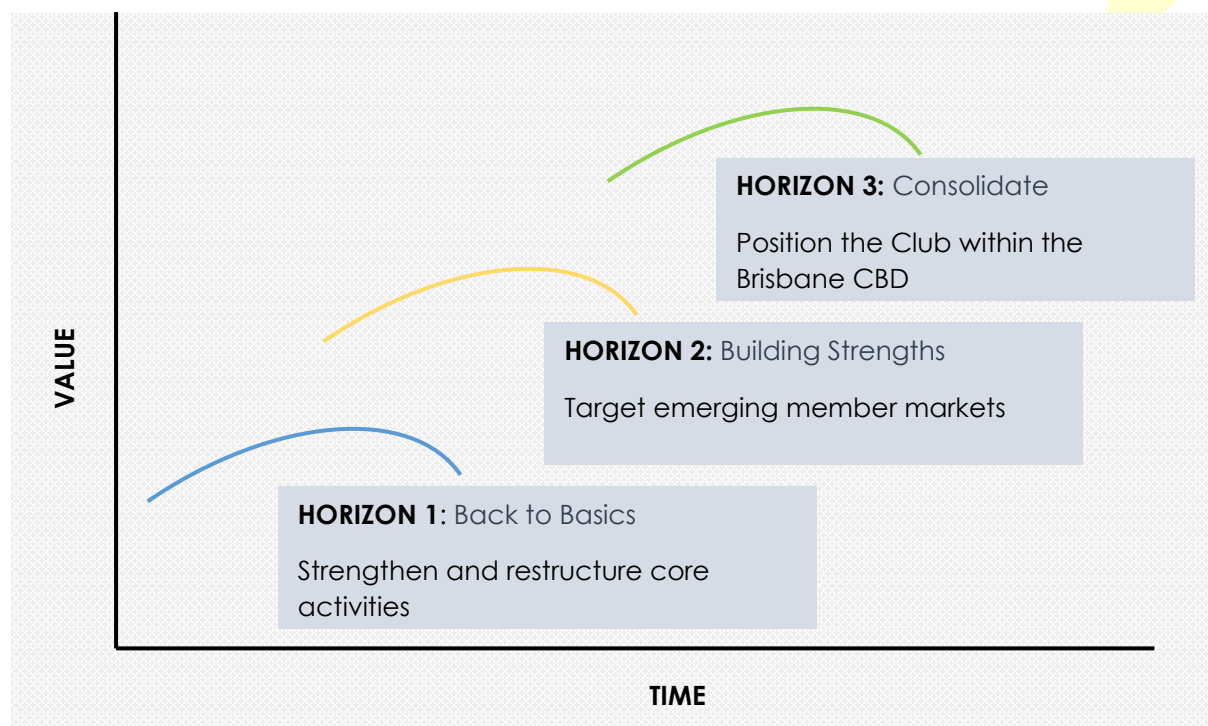 HORIZON 3: Consolidate
Position the Club within the
Brisbane CBD
HORIZON 2: Building Strengths
Target emerging member markets
VALUE
HORIZON 1: Back to Basics
Strengthen and restructure core
activities
TIME